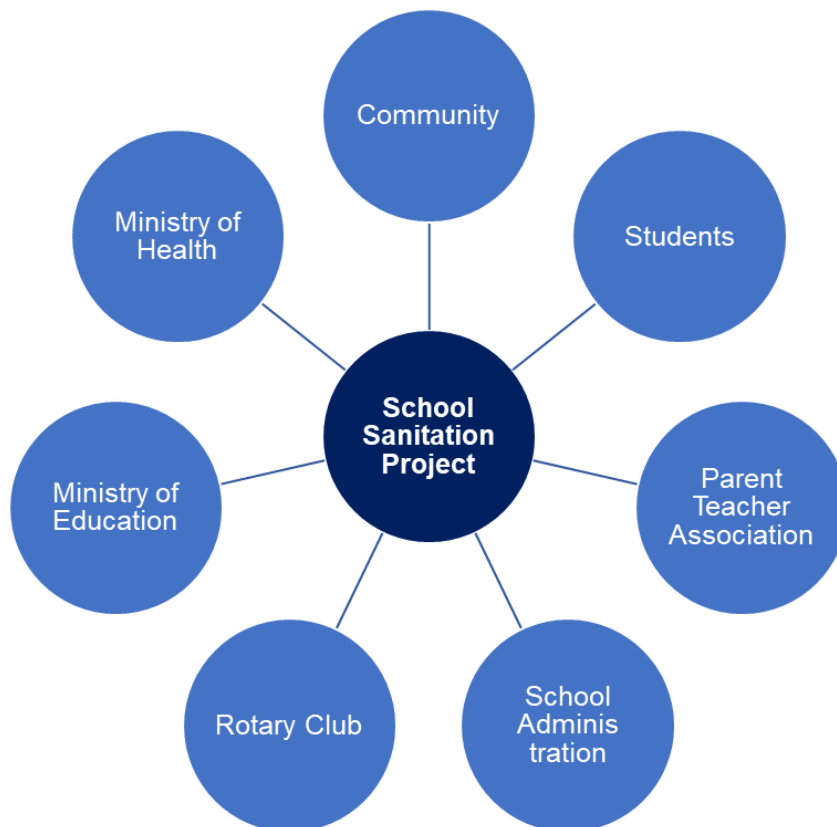 Community
Students
Parent
Teacher
Association
School
Adminis
tration
Rotary Club
Ministry of
Education
Ministry of
Health
School
Sanitation
Project